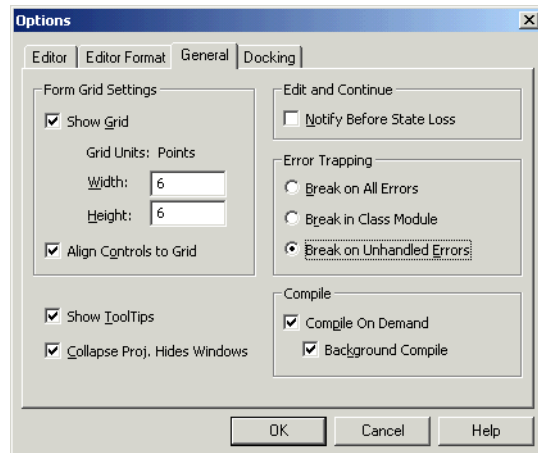 Options
Editor
Editor Format
General
Docking
Form Grid Settings
Show Grid
Grid Units: Points
Width: 6
Height: 6
Align Controls to Grid
Show ToolTips
Collapse Proj. Hides Windows
Edit and Continue
Notify Before State Loss
Error Trapping
Break on All Errors
Break in Class Module
Break on Unhandled Errors
Compile
Compile On Demand
Background Compile
OK
Cancel
Help